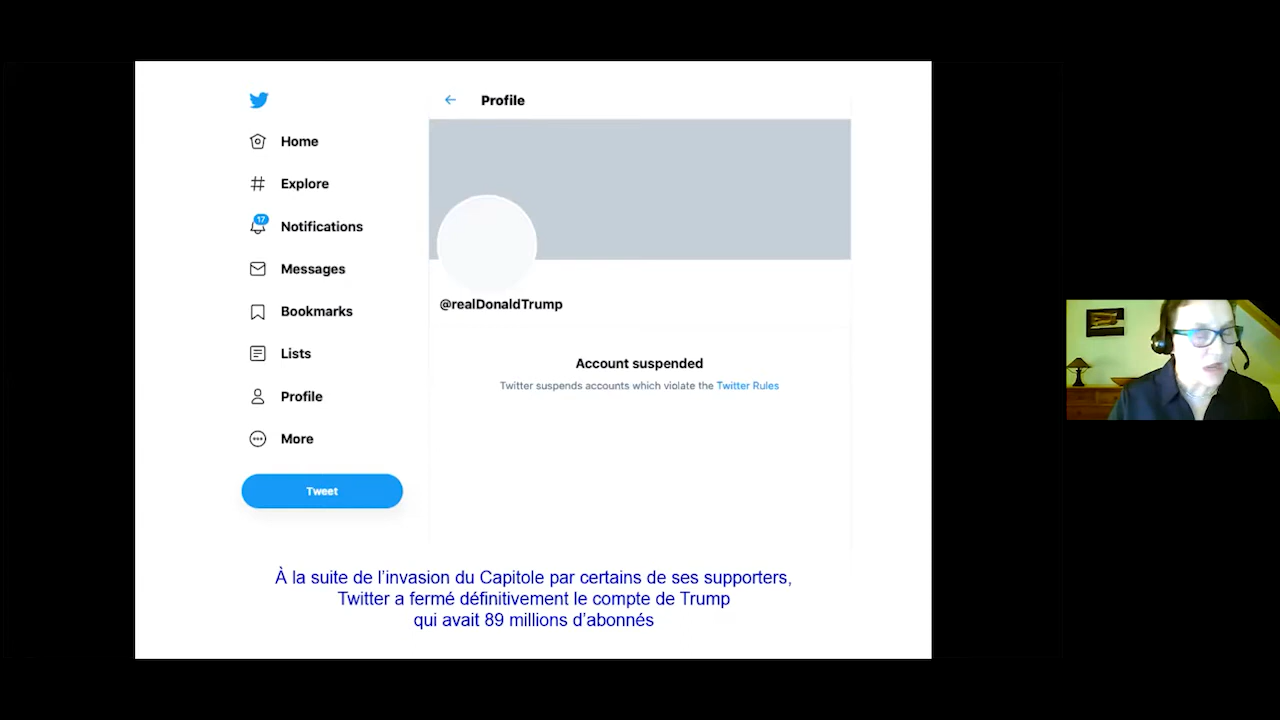 Profile
Home
Explore
17
Notifications
Messages
Bookmarks
Lists
Profile
More
Tweet
@realDonaldTrump
Account suspended
Twitter suspends accounts which violate the Twitter Rules
À la suite de l'invasion du Capitole par certains de ses supporters,
Twitter a fermé définitivement le compte de Trump
qui avait 89 millions d'abonnés